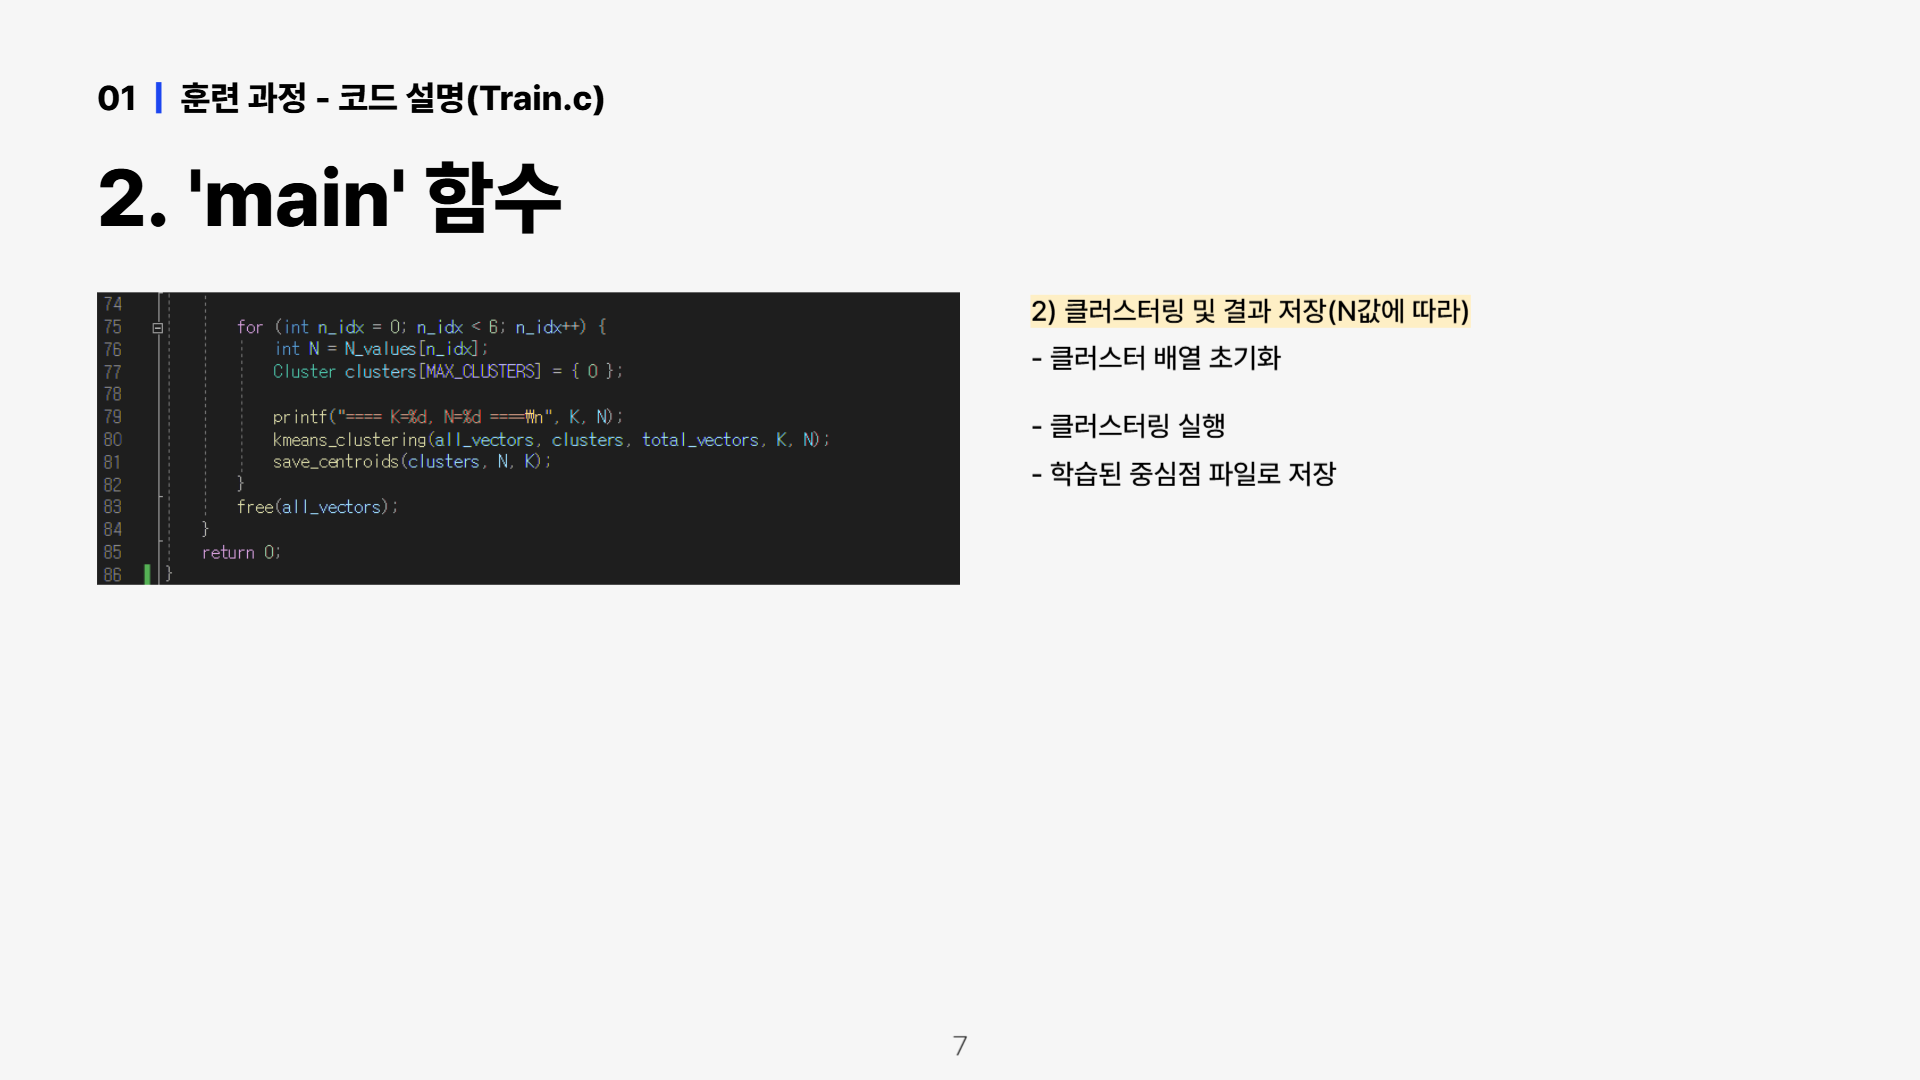 01 | 훈련 과정 - 코드 설명(Train.c)
2. 'main' 함수
74
75 for (int n_idx = 0; n_idx < 6; n_idx++) {
76 int N = N_values[n_idx];
77 Cluster clusters[MAX_CLUSTERS] = { 0 };
78
79 printf("==== K=%d, N=%d ====₩n", K, N);
80 kmeans_clustering(all_vectors, clusters, total_vectors, K, N);
81 save_centroids(clusters, N, K);
82 }
83 free(all_vectors);
84 }
85 return 0;
86 }
2) 클러스터링 및 결과 저장(N값에 따라)
- 클러스터 배열 초기화
- 클러스터링 실행
- 학습된 중심점 파일로 저장
7